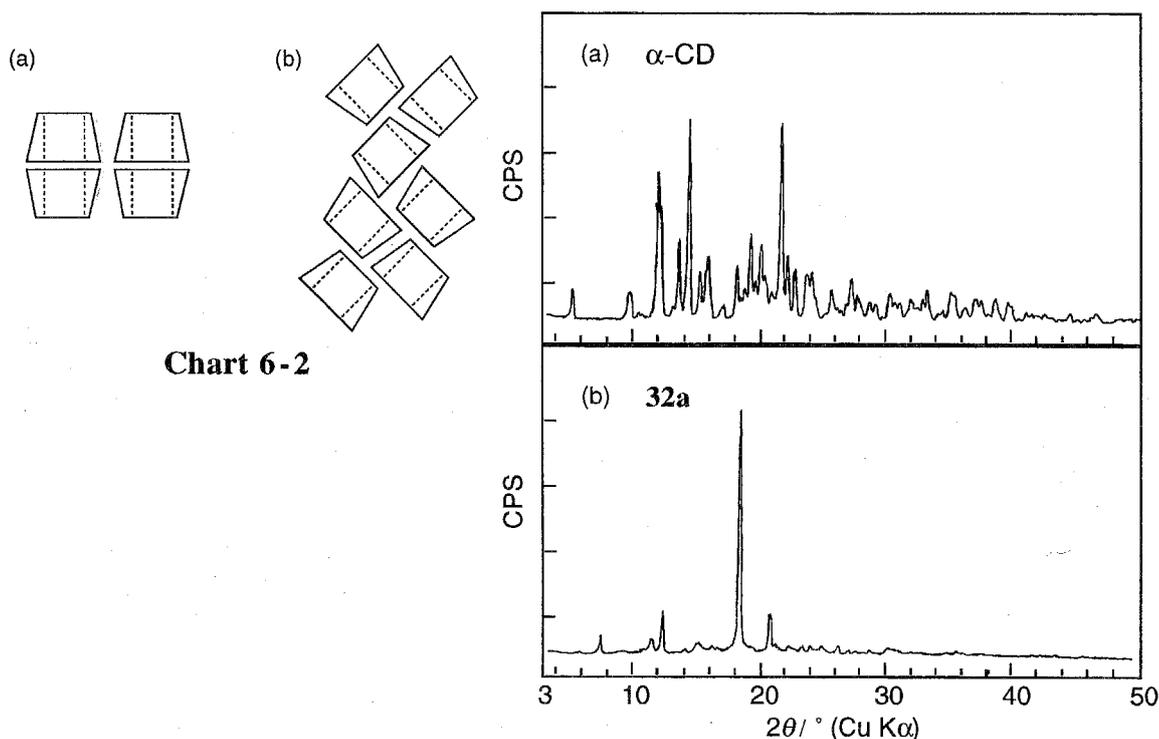 (a)
(b)
Chart 6-2
(a) α-CD
CPS
(b) 32a
CPS
3 10 20 30 40 50
2θ/ ° (Cu Kα)